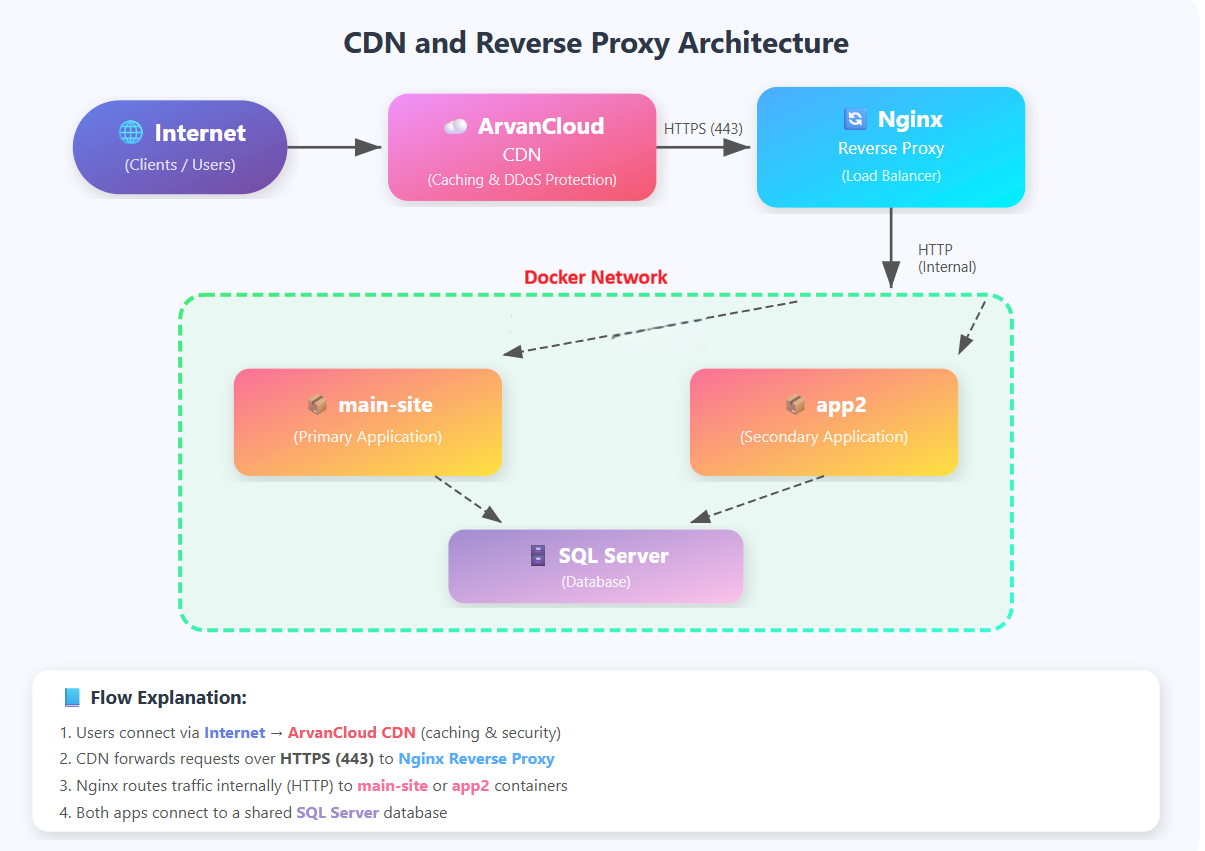 CDN and Reverse Proxy Architecture
🌐 Internet
(Clients / Users)
☁️ ArvanCloud
CDN
(Caching & DDoS Protection)
HTTPS (443)
🔄 Nginx
Reverse Proxy
(Load Balancer)
HTTP
(Internal)
Docker Network
📦 main-site
(Primary Application)
📦 app2
(Secondary Application)
🗄️ SQL Server
(Database)
📘 Flow Explanation:
1. Users connect via Internet → ArvanCloud CDN (caching & security)
2. CDN forwards requests over HTTPS (443) to Nginx Reverse Proxy
3. Nginx routes traffic internally (HTTP) to main-site or app2 containers
4. Both apps connect to a shared SQL Server database